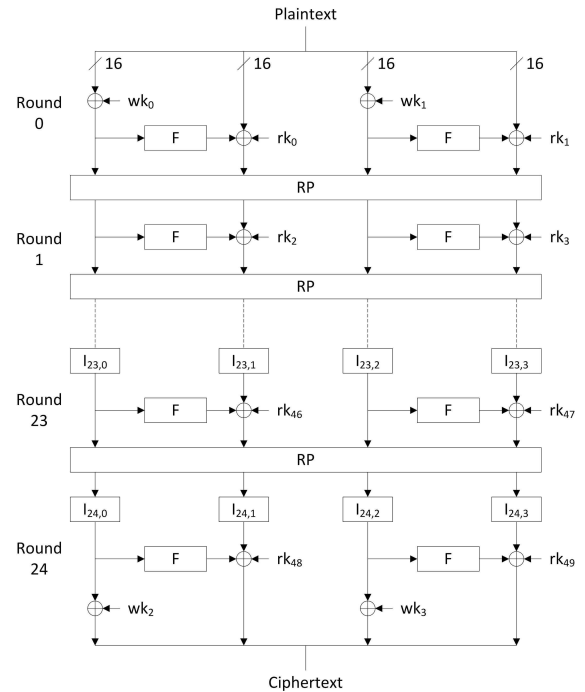 Plaintext
16 16 16 16
Round 0
wk₀ wk₁
F rk₀ F rk₁
RP
Round 1
F rk₂ F rk₃
RP
I₂₃,₀ I₂₃,₁ I₂₃,₂ I₂₃,₃
Round 23
F rk₄₆ F rk₄₇
RP
I₂₄,₀ I₂₄,₁ I₂₄,₂ I₂₄,₃
Round 24
F rk₄₈ F rk₄₉
wk₂ wk₃
Ciphertext